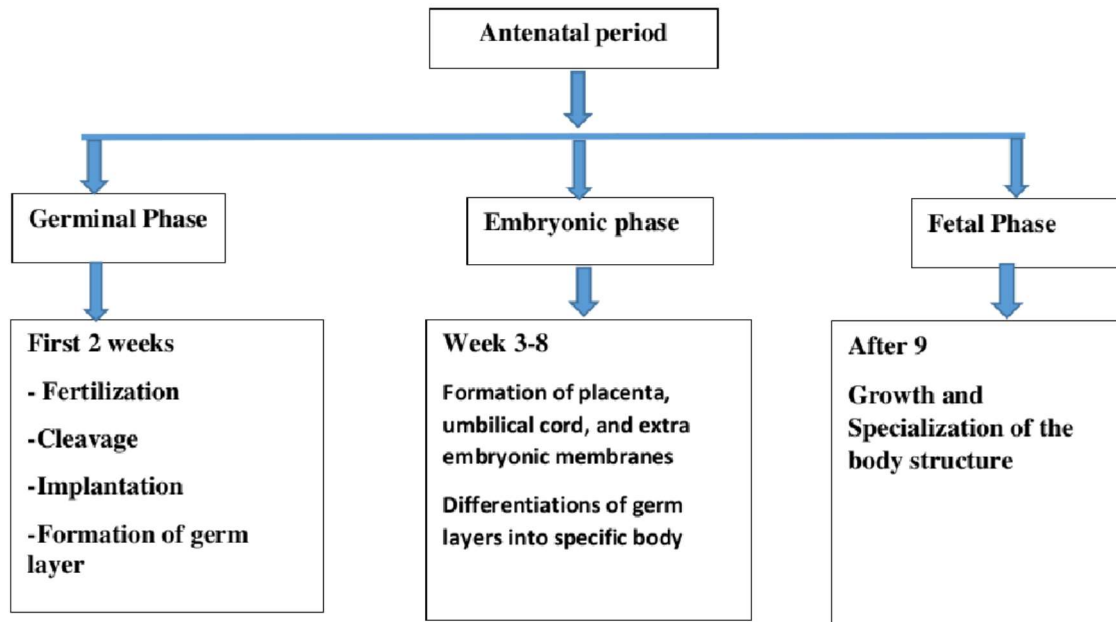 Antenatal period
Germinal Phase
Embryonic phase
Fetal Phase
First 2 weeks
- Fertilization
-Cleavage
-Implantation
-Formation of germ
layer
Week 3-8
Formation of placenta,
umbilical cord, and extra
embryonic membranes
Differentiations of germ
layers into specific body
After 9
Growth and
Specialization of the
body structure